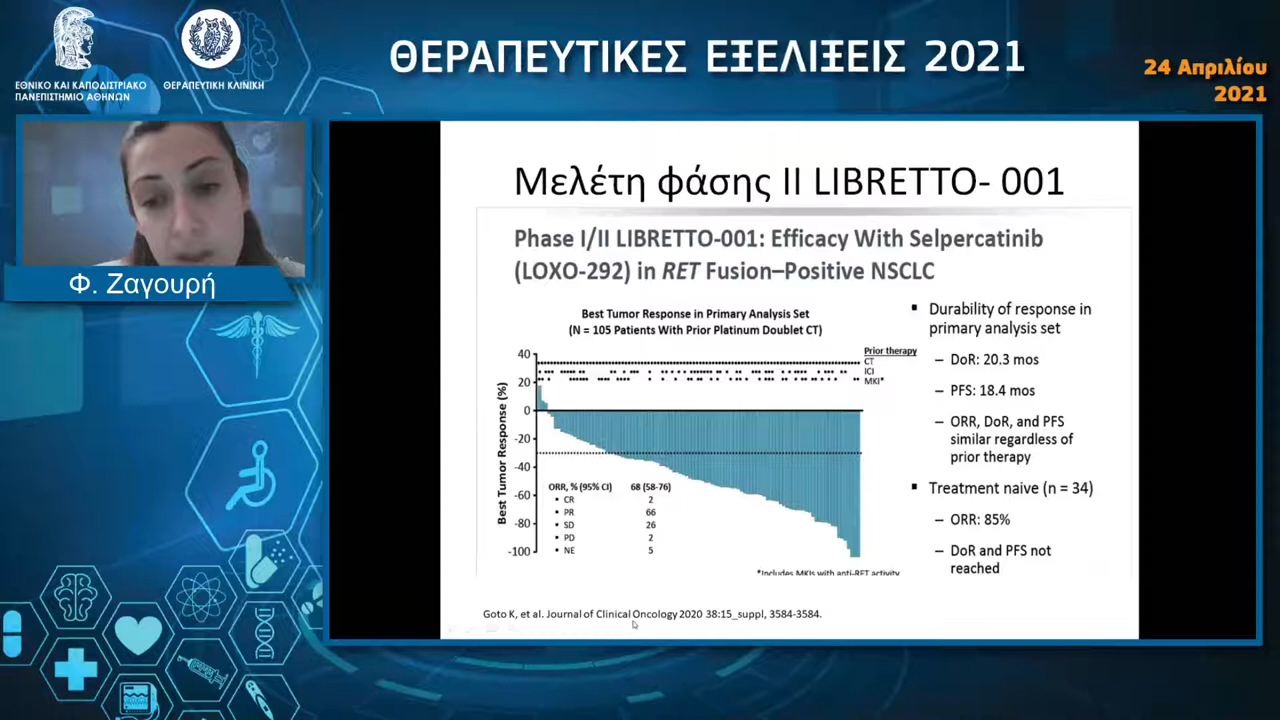 ΕΘΝΙΚΟ ΚΑΙ ΚΑΠΟΔΙΣΤΡΙΑΚΟ
ΠΑΝΕΠΙΣΤΗΜΙΟ ΑΘΗΝΩΝ
ΘΕΡΑΠΕΥΤΙΚΗ ΚΛΙΝΙΚΗ
ΘΕΡΑΠΕΥΤΙΚΕΣ ΕΞΕΛΙΞΕΙΣ 2021
24 Απριλίου
2021
Φ. Ζαγουρή
Μελέτη φάσης ΙΙ LIBRETTO- 001
Phase I/II LIBRETTO-001: Efficacy With Selpercatinib
(LOXO-292) in RET Fusion–Positive NSCLC
Best Tumor Response in Primary Analysis Set
(N = 105 Patients With Prior Platinum Doublet CT)
Prior therapy
CT
ICI
MKI*
Best Tumor Response (%)
40
20
0
-20
-40
-60
-80
-100
ORR, % (95% CI) 68 (58-76)
• CR 2
• PR 66
• SD 26
• PD 2
• NE 5
*Includes MKIs with anti-RET activity
▪ Durability of response in
primary analysis set
– DoR: 20.3 mos
– PFS: 18.4 mos
– ORR, DoR, and PFS
similar regardless of
prior therapy
▪ Treatment naive (n = 34)
– ORR: 85%
– DoR and PFS not
reached
Goto K, et al. Journal of Clinical Oncology 2020 38:15_suppl, 3584-3584.